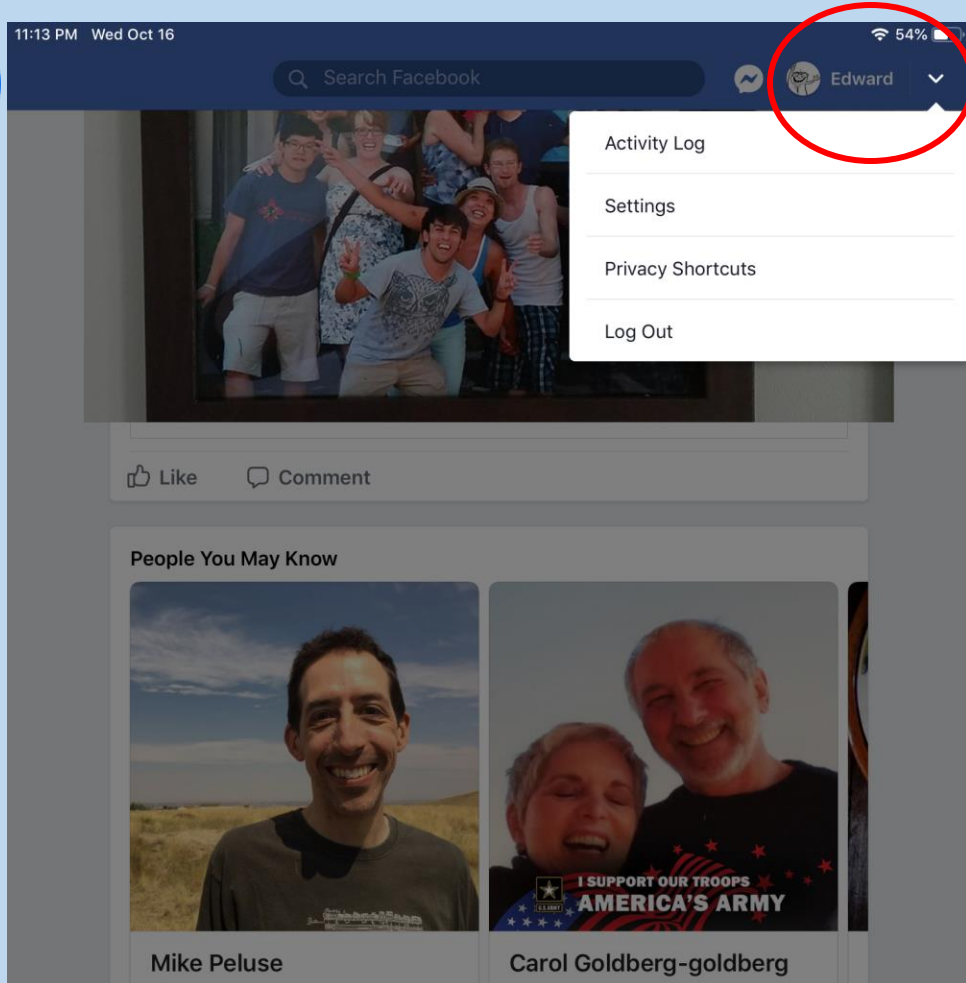 11:13 PM Wed Oct 16 54%
Search Facebook Edward
Activity Log
Settings
Privacy Shortcuts
Log Out
Like Comment
People You May Know
I SUPPORT OUR TROOPS
AMERICA'S ARMY
U.S. ARMY
Mike Peluse
Carol Goldberg-goldberg